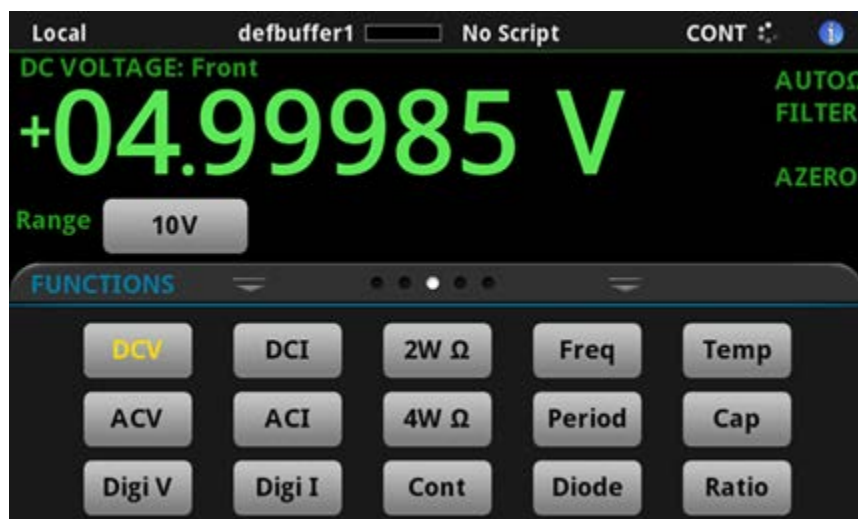 Local defbuffer1 No Script CONT i
DC VOLTAGE: Front
+04.99985 V
AUTOΩ
FILTER
AZERO
Range 10V
FUNCTIONS
DCV DCI 2W Ω Freq Temp
ACV ACI 4W Ω Period Cap
Digi V Digi I Cont Diode Ratio